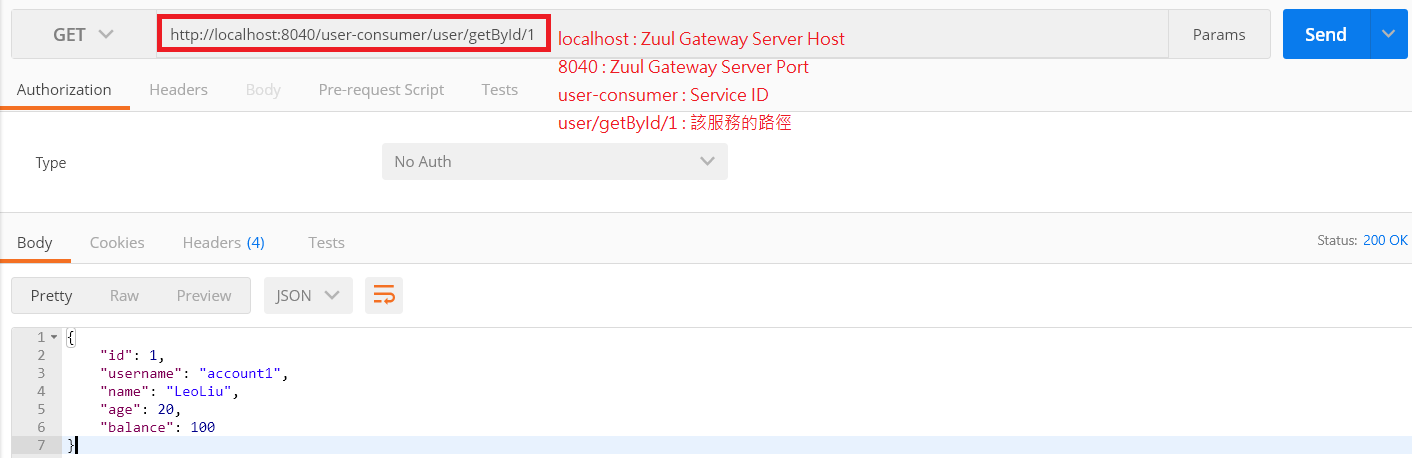 GET http://localhost:8040/user-consumer/user/getById/1 Params Send
localhost : Zuul Gateway Server Host
8040 : Zuul Gateway Server Port
user-consumer : Service ID
user/getById/1 : 該服務的路徑
Authorization Headers Body Pre-request Script Tests
Type No Auth
Body Cookies Headers (4) Tests Status: 200 OK
Pretty Raw Preview JSON
1 {
2 "id": 1,
3 "username": "account1",
4 "name": "LeoLiu",
5 "age": 20,
6 "balance": 100
7 }